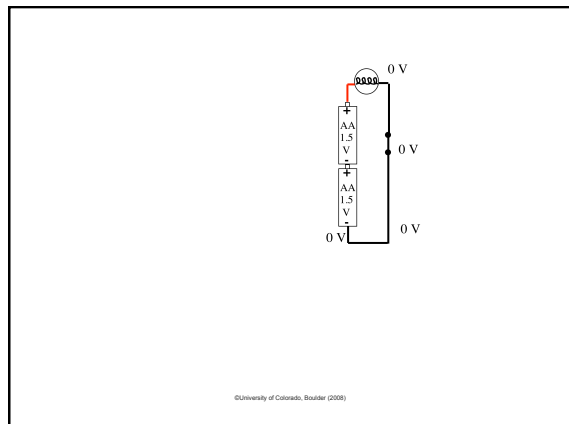 0 V
+
AA
1.5
V
-
0 V
+
AA
1.5
V
-
0 V
0 V
©University of Colorado, Boulder (2008)